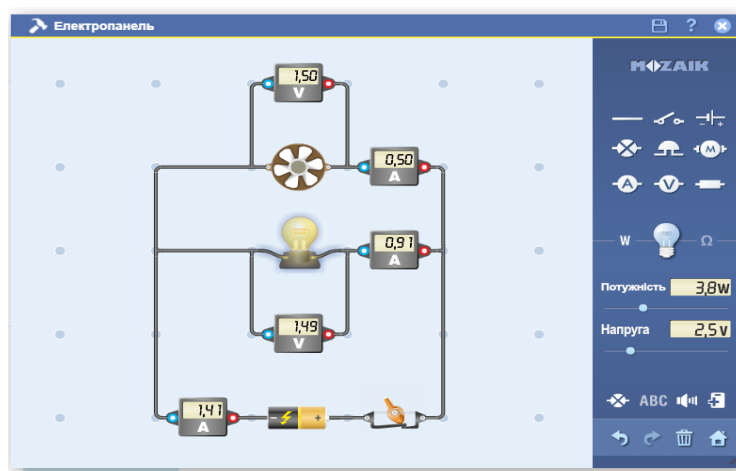 Електропанель
?
MOZAIK
1,50
V
0,50
A
M
A V
0,91
A
W Ω
Потужність 3,8W
1,49
V
Напруга 2,5V
1,41
A
- +
ABC